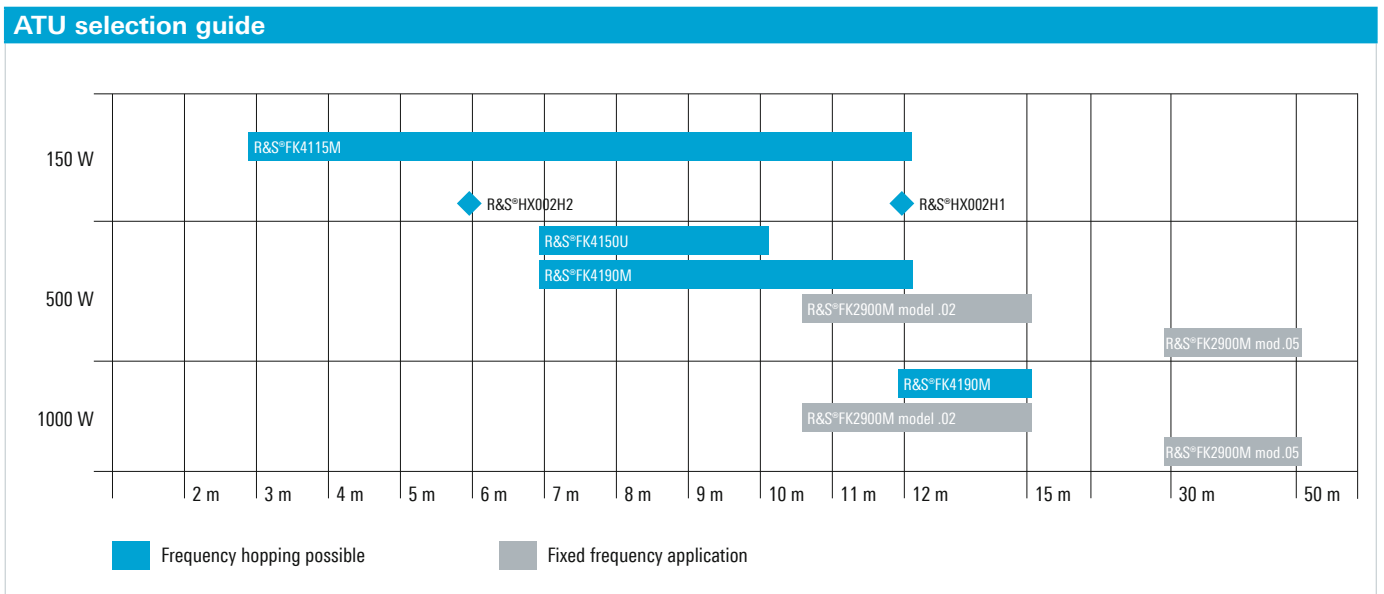 ATU selection guide
150 W
R&S®FK4115M
R&S®HX002H2
R&S®HX002H1
500 W
R&S®FK4150U
R&S®FK4190M
R&S®FK2900M model .02
R&S®FK2900M mod.05
1000 W
R&S®FK4190M
R&S®FK2900M model .02
R&S®FK2900M mod.05
2 m 3 m 4 m 5 m 6 m 7 m 8 m 9 m 10 m 11 m 12 m 15 m 30 m 50 m
Frequency hopping possible
Fixed frequency application